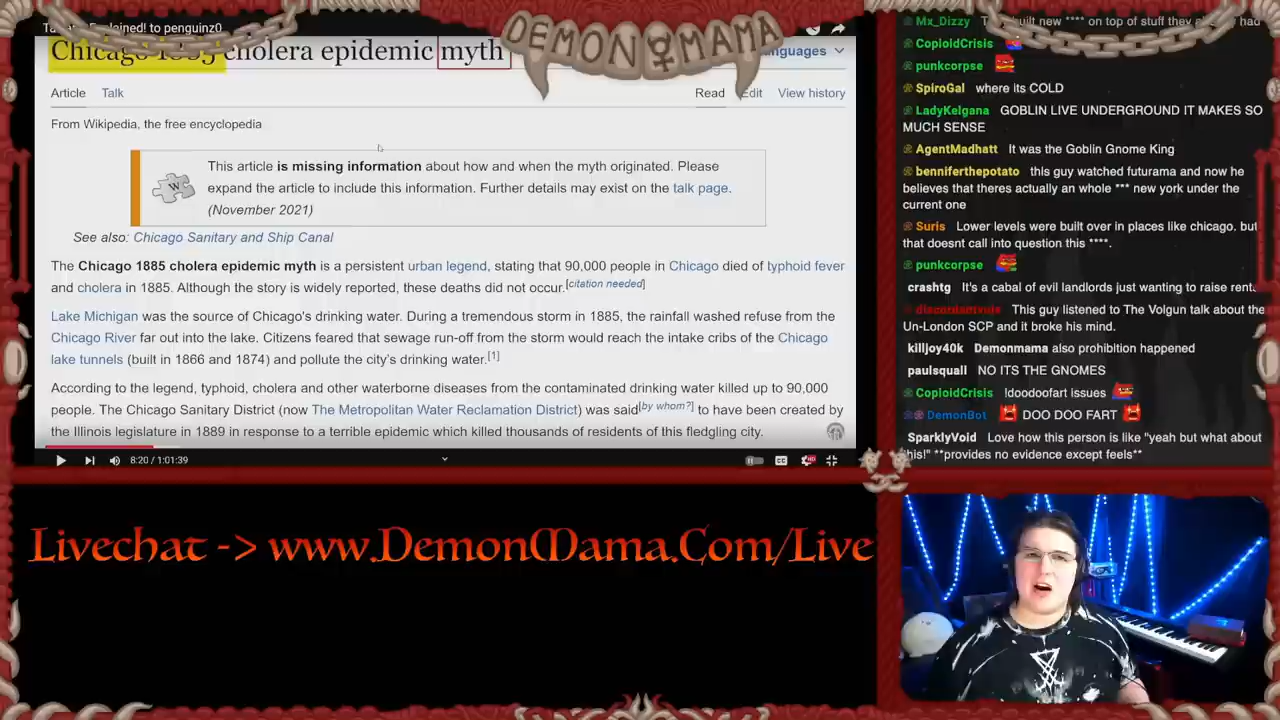 to penguinz0
Chicago 1885 cholera epidemic myth
DEMON MAMA
Article Talk
Read Edit View history
From Wikipedia, the free encyclopedia
This article is missing information about how and when the myth originated. Please
expand the article to include this information. Further details may exist on the talk page.
(November 2021)
See also: Chicago Sanitary and Ship Canal
The Chicago 1885 cholera epidemic myth is a persistent urban legend, stating that 90,000 people in Chicago died of typhoid fever
and cholera in 1885. Although the story is widely reported, these deaths did not occur.[citation needed]
Lake Michigan was the source of Chicago's drinking water. During a tremendous storm in 1885, the rainfall washed refuse from the
Chicago River far out into the lake. Citizens feared that sewage run-off from the storm would reach the intake cribs of the Chicago
lake tunnels (built in 1866 and 1874) and pollute the city's drinking water.[1]
According to the legend, typhoid, cholera and other waterborne diseases from the contaminated drinking water killed up to 90,000
people. The Chicago Sanitary District (now The Metropolitan Water Reclamation District) was said[by whom?] to have been created by
the Illinois legislature in 1889 in response to a terrible epidemic which killed thousands of residents of this fledgling city.
8:20 / 1:01:39
CC
HD
Livechat -> www.DemonMama.Com/Live
Mx_Dizzy built new **** on top of stuff they had
CopioidCrisis
punkcorpse
SpiroGal where its COLD
LadyKelgana GOBLIN LIVE UNDERGROUND IT MAKES SO
MUCH SENSE
AgentMadhatt It was the Goblin Gnome King
benniferthepotato this guy watched futurama and now he
believes that theres actually an whole *** new york under the
current one
Suris Lower levels were built over in places like chicago. but
that doesnt call into question this ****.
punkcorpse
crashtg It's a cabal of evil landlords just wanting to raise rent.
This guy listened to The Volgun talk about the
Un-London SCP and it broke his mind.
killjoy40k Demonmama also prohibition happened
paulsquall NO ITS THE GNOMES
CopioidCrisis !doodoofart issues
DemonBot DOO DOO FART
SparklyVoid Love how this person is like "yeah but what about
this!" **provides no evidence except feels**